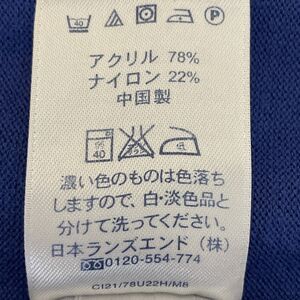 40
P
アクリル 78%
ナイロン 22%
中国製
40
濃い色のものは色落ち
しますので、白・淡色品と
分けて洗ってください。
日本ランズエンド(株)
0120-554-774
CI21/78U22H/M8